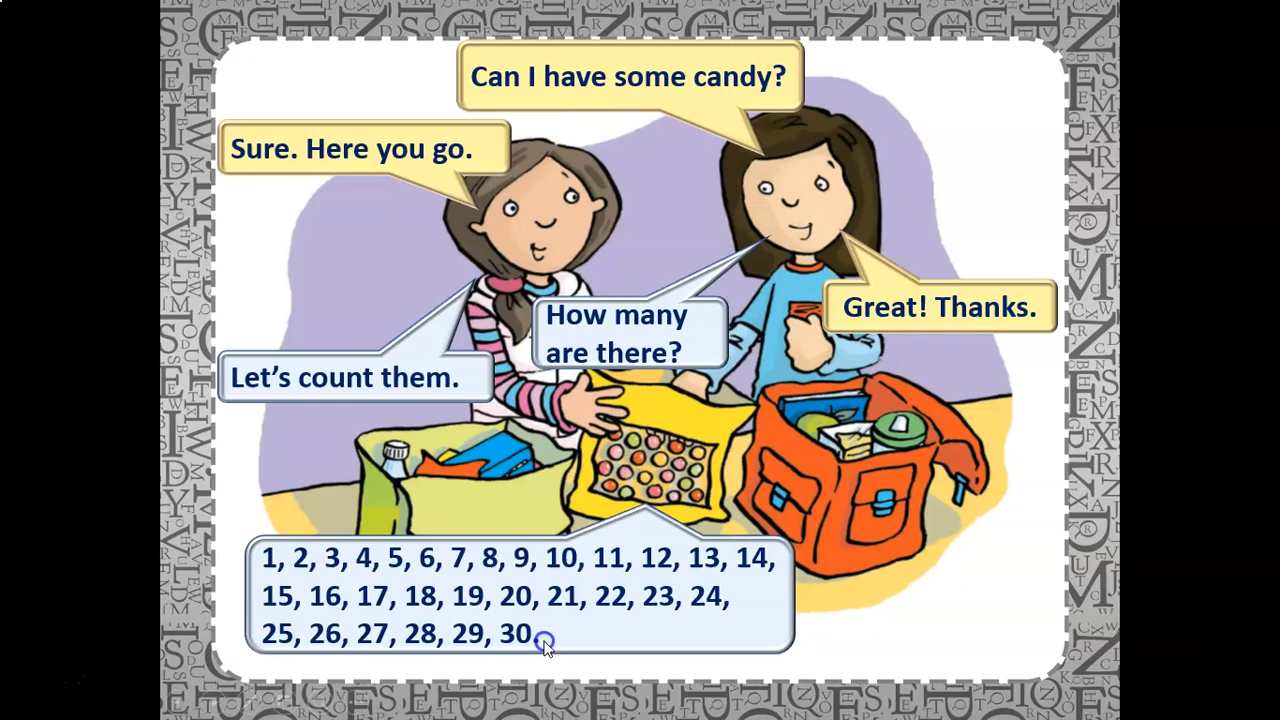 Can I have some candy?
Sure. Here you go.
Great! Thanks.
How many
are there?
Let's count them.
1, 2, 3, 4, 5, 6, 7, 8, 9, 10, 11, 12, 13, 14,
15, 16, 17, 18, 19, 20, 21, 22, 23, 24,
25, 26, 27, 28, 29, 30.